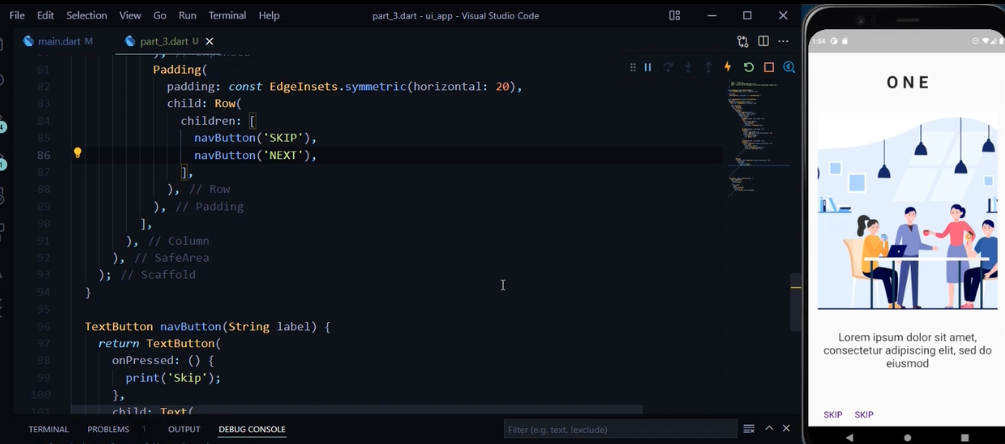 File Edit Selection View Go Run Terminal Help
part_3.dart - ui_app - Visual Studio Code
main.dart M
part_3.dart U
81 Padding(
82 padding: const EdgeInsets.symmetric(horizontal: 20),
83 child: Row(
84 children: [
85 navButton('SKIP'),
86 navButton('NEXT'),
87 ],
88 ), // Row
89 ), // Padding
90 ],
91 ), // Column
92 ), // SafeArea
93 ); // Scaffold
94 }
95
96 TextButton navButton(String label) {
97 return TextButton(
98 onPressed: () {
99 print('Skip');
100 },
101 child: Text(
TERMINAL PROBLEMS 1 OUTPUT DEBUG CONSOLE
Filter (e.g. text, !exclude)
1:54
ONE
Lorem ipsum dolor sit amet,
consectetur adipiscing elit, sed do
eiusmod
SKIP SKIP